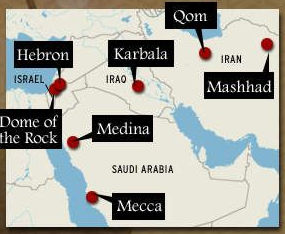 Qom
Hebron
Karbala
IRAN
ISRAEL
IRAQ
Mashhad
Dome of
the Rock
Medina
SAUDI ARABIA
Mecca